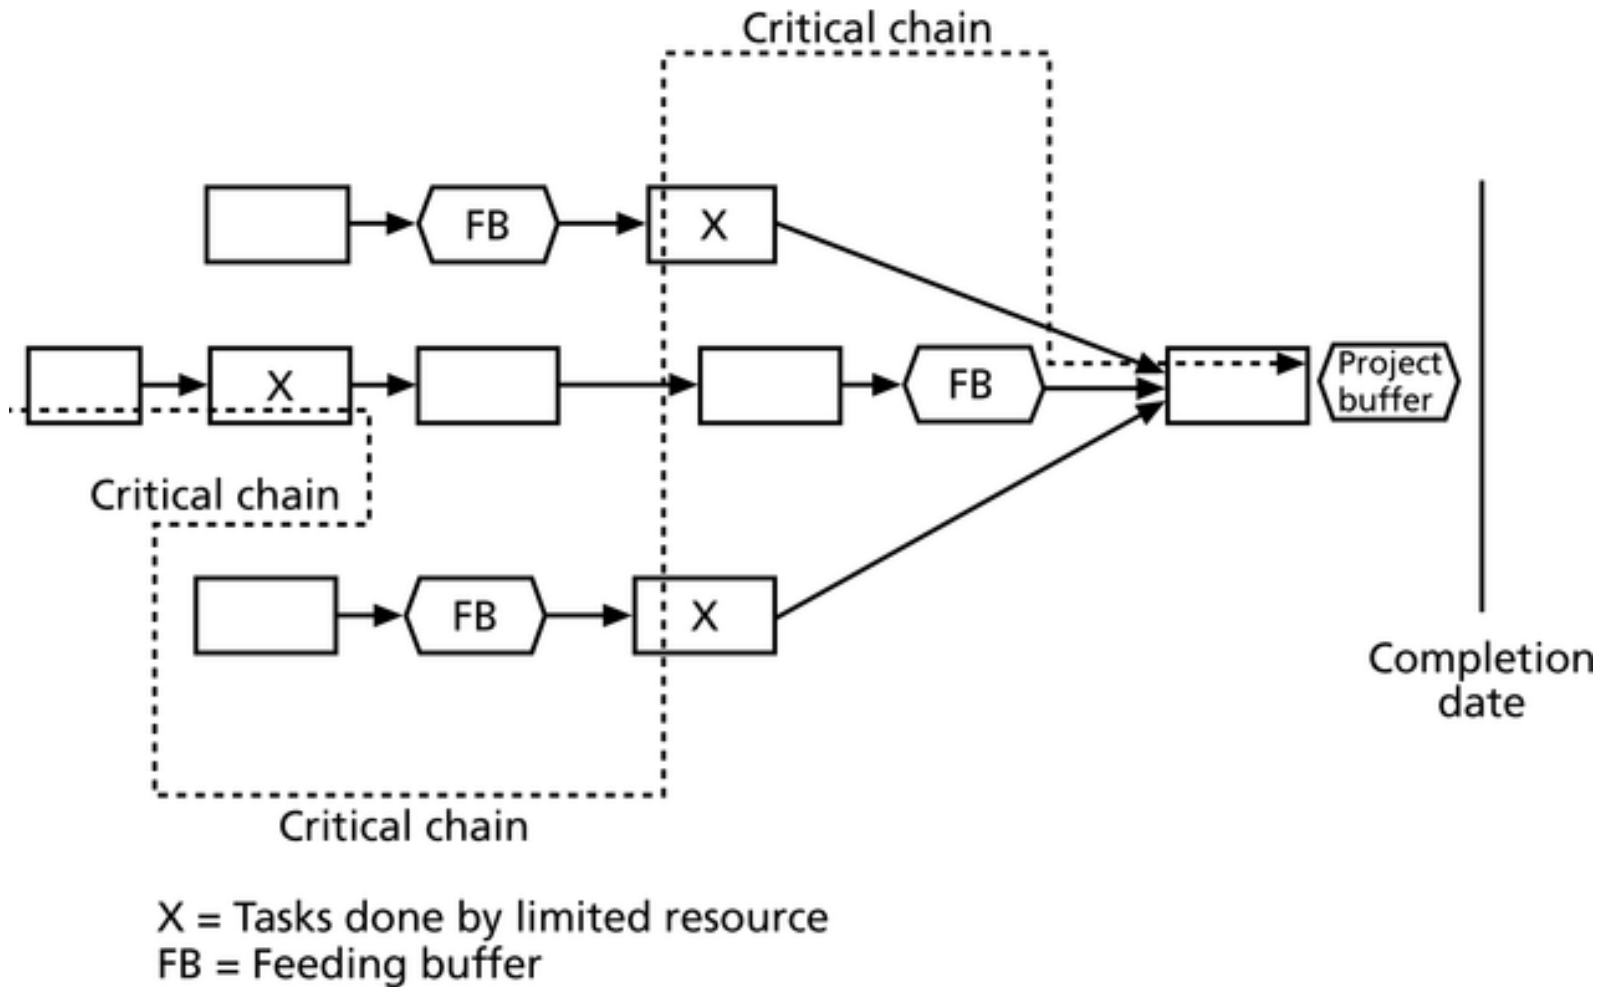 Critical chain
FB
X
X
FB
Project
buffer
Critical chain
FB
X
Completion
date
Critical chain
X = Tasks done by limited resource
FB = Feeding buffer